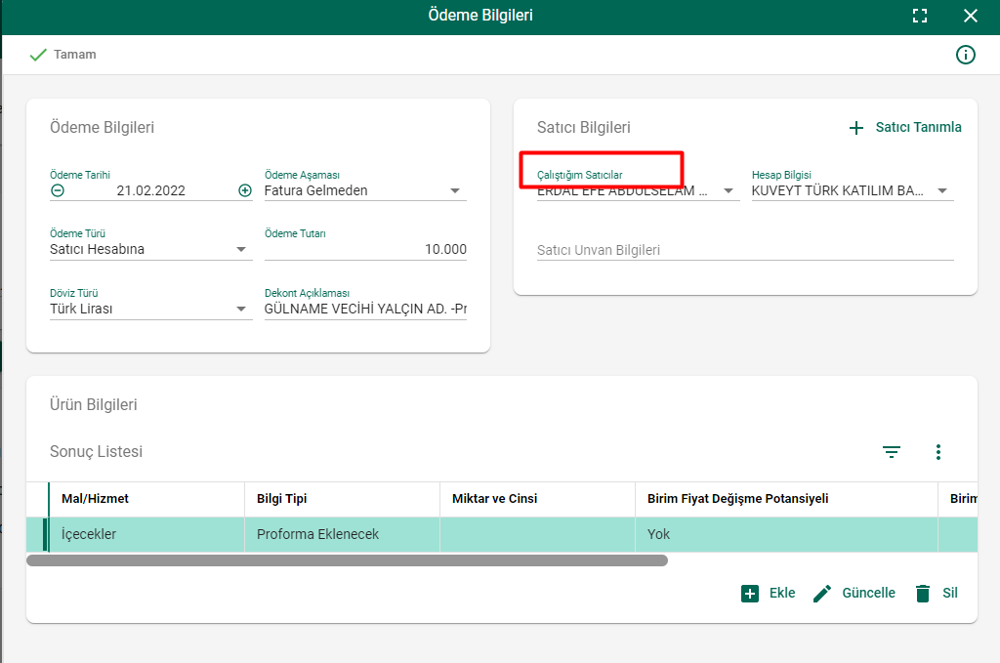 Ödeme Bilgileri
Tamam
Ödeme Bilgileri
Ödeme Tarihi
21.02.2022
Ödeme Aşaması
Fatura Gelmeden
Ödeme Türü
Satıcı Hesabına
Ödeme Tutarı
10.000
Döviz Türü
Türk Lirası
Dekont Açıklaması
GÜLNAME VECİHİ YALÇIN AD. -Pr
Satıcı Bilgileri
Satıcı Tanımla
Çalıştığım Satıcılar
ERDAL EFE ABDÜLSELAM ...
Hesap Bilgisi
KUVEYT TÜRK KATILIM BA...
Satıcı Unvan Bilgileri
Ürün Bilgileri
Sonuç Listesi
Mal/Hizmet Bilgi Tipi Miktar ve Cinsi Birim Fiyat Değişme Potansiyeli Birim
İçecekler Proforma Eklenecek Yok
Ekle Güncelle Sil